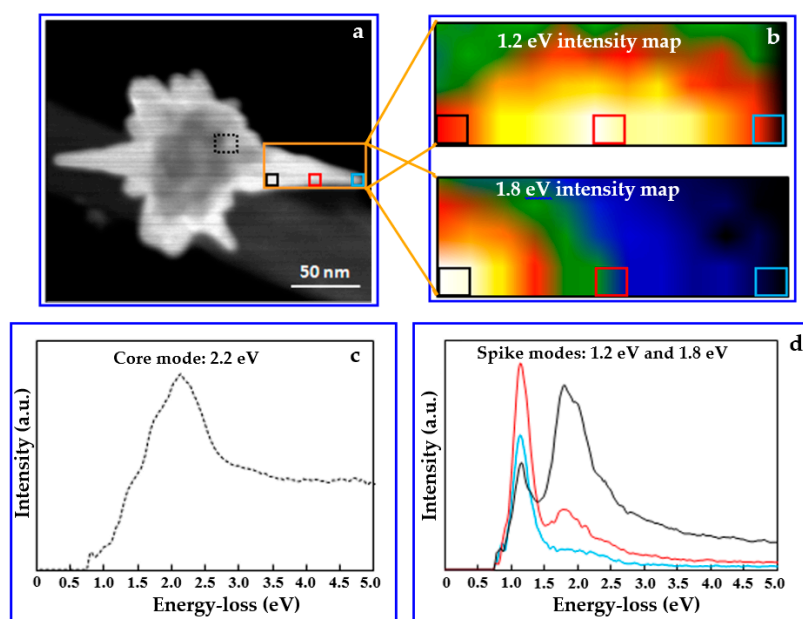 a
50 nm
1.2 eV intensity map
b
1.8 eV intensity map
c
Core mode: 2.2 eV
Intensity (a.u.)
0 0.5 1.0 1.5 2.0 2.5 3.0 3.5 4.0 4.5 5.0
Energy-loss (eV)
d
Spike modes: 1.2 eV and 1.8 eV
Intensity (a.u.)
0 0.5 1.0 1.5 2.0 2.5 3.0 3.5 4.0 4.5 5.0
Energy-loss (eV)